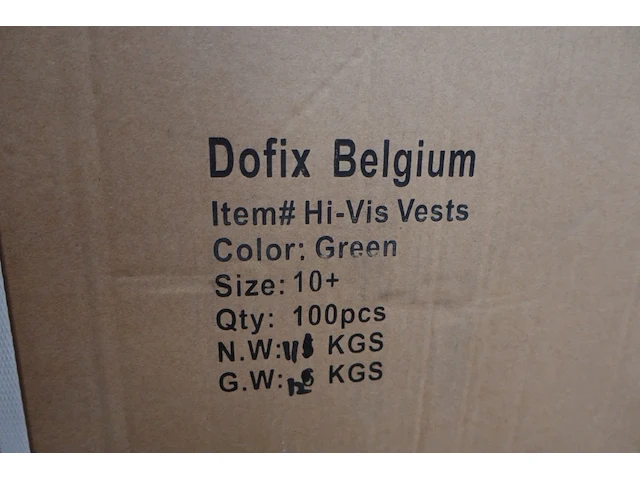 Dofix Belgium
Item# Hi-Vis Vests
Color: Green
Size: 10+
Qty: 100pcs
N.W: KGS
G.W: KGS